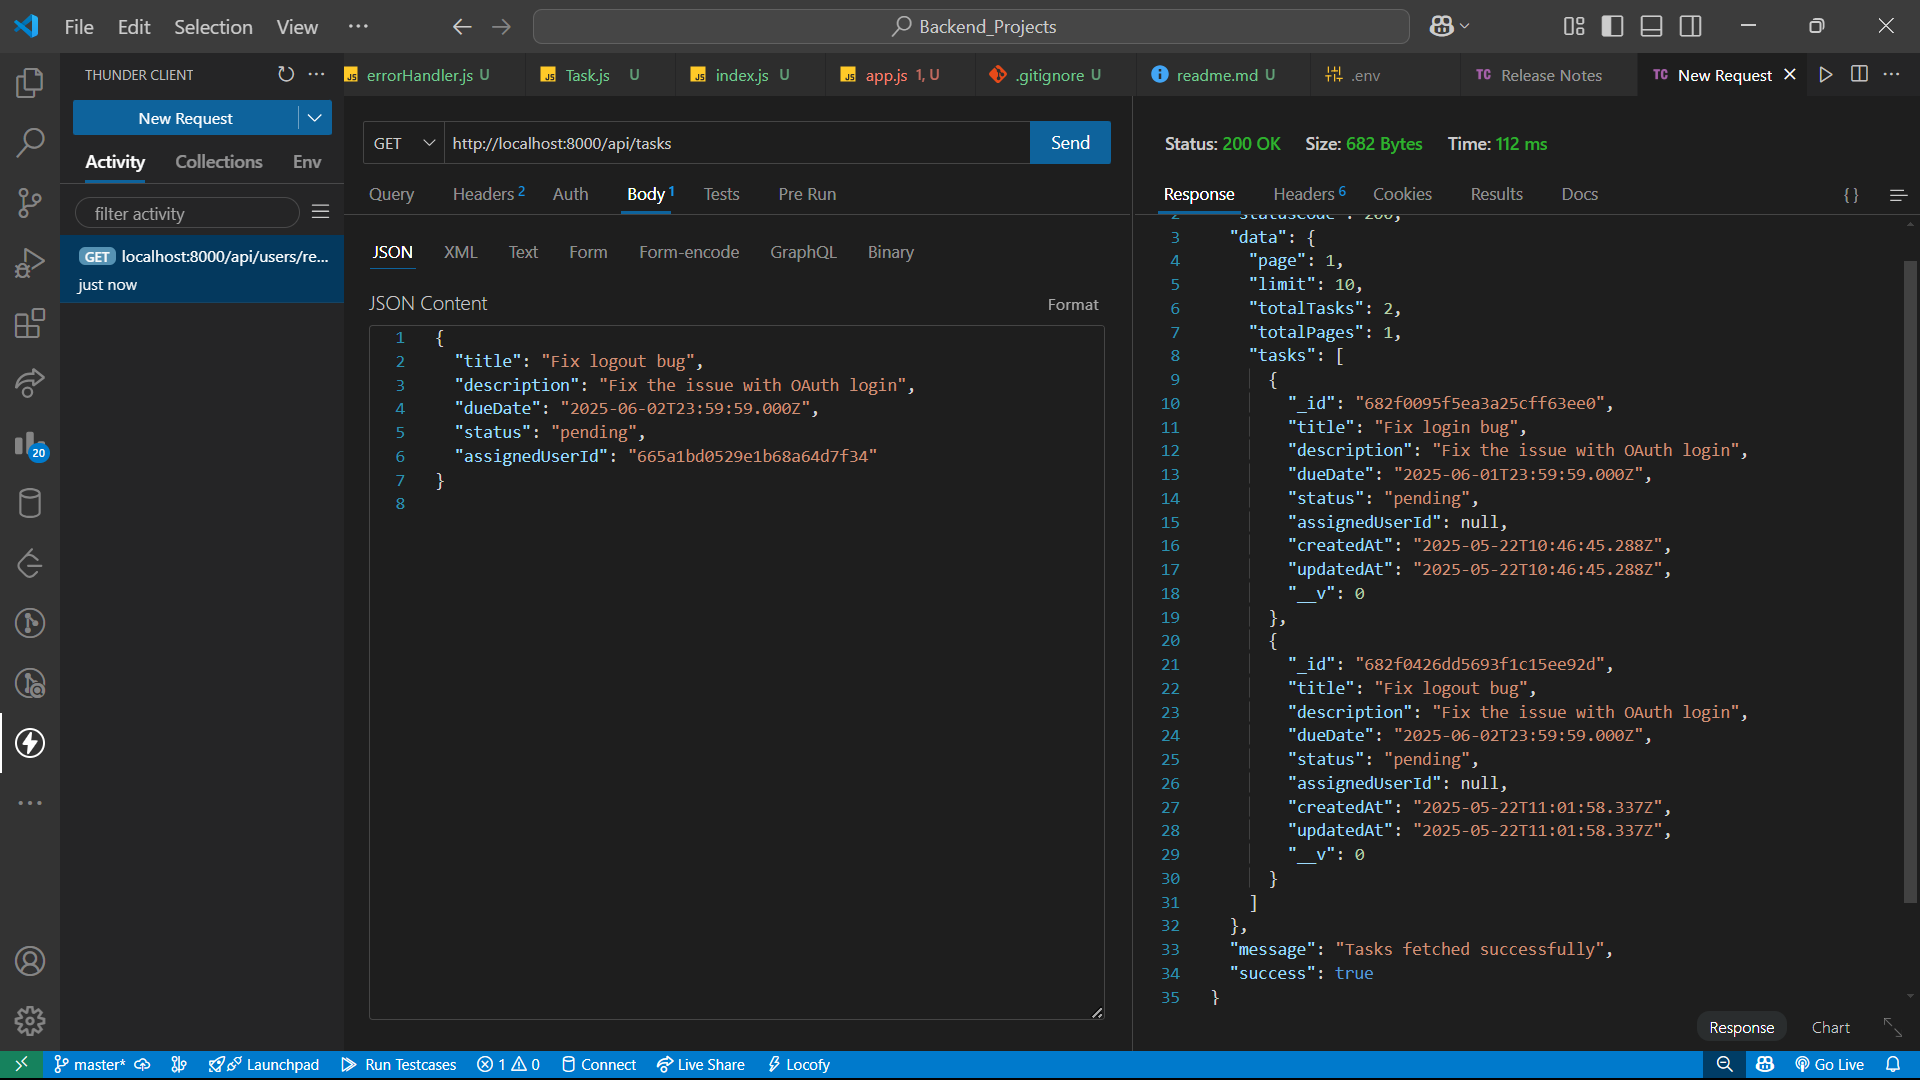 File Edit Selection View ··· Backend_Projects
THUNDER CLIENT
New Request
Activity Collections Env
filter activity
GET localhost:8000/api/users/re...
just now
errorHandler.js U Task.js U index.js U app.js 1, U .gitignore U readme.md U .env TC Release Notes TC New Request
GET http://localhost:8000/api/tasks Send
Query Headers 2 Auth Body 1 Tests Pre Run
JSON XML Text Form Form-encode GraphQL Binary
JSON Content Format
1 {
2 "title": "Fix logout bug",
3 "description": "Fix the issue with OAuth login",
4 "dueDate": "2025-06-02T23:59:59.000Z",
5 "status": "pending",
6 "assignedUserId": "665a1bd0529e1b68a64d7f34"
7 }
8
Status: 200 OK Size: 682 Bytes Time: 112 ms
Response Headers 6 Cookies Results Docs { }
2 "statusCode": 200,
3 "data": {
4 "page": 1,
5 "limit": 10,
6 "totalTasks": 2,
7 "totalPages": 1,
8 "tasks": [
9 {
10 "_id": "682f0095f5ea3a25cff63ee0",
11 "title": "Fix login bug",
12 "description": "Fix the issue with OAuth login",
13 "dueDate": "2025-06-01T23:59:59.000Z",
14 "status": "pending",
15 "assignedUserId": null,
16 "createdAt": "2025-05-22T10:46:45.288Z",
17 "updatedAt": "2025-05-22T10:46:45.288Z",
18 "__v": 0
19 },
20 {
21 "_id": "682f0426dd5693f1c15ee92d",
22 "title": "Fix logout bug",
23 "description": "Fix the issue with OAuth login",
24 "dueDate": "2025-06-02T23:59:59.000Z",
25 "status": "pending",
26 "assignedUserId": null,
27 "createdAt": "2025-05-22T11:01:58.337Z",
28 "updatedAt": "2025-05-22T11:01:58.337Z",
29 "__v": 0
30 }
31 ]
32 },
33 "message": "Tasks fetched successfully",
34 "success": true
35 }
Response Chart
20
master* Launchpad Run Testcases 1 0 Connect Live Share Locofy Go Live